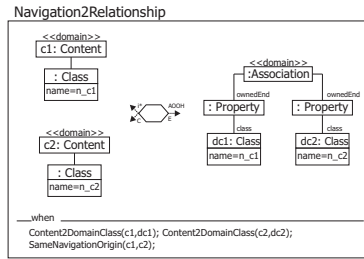 Navigation2Relationship
<<domain>>
c1: Content
: Class
name=n_c1
<<domain>>
c2: Content
: Class
name=n_c2
i*
C
AOOH
E
<<domain>>
:Association
ownedEnd
ownedEnd
: Property
: Property
class
class
dc1: Class
name=n_c1
dc2: Class
name=n_c2
when
Content2DomainClass(c1,dc1); Content2DomainClass(c2,dc2);
SameNavigationOrigin(c1,c2);